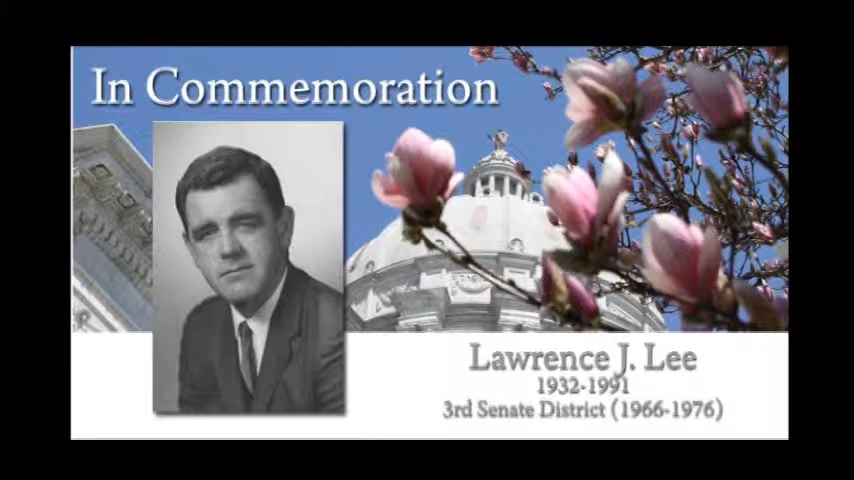 In Commemoration
Lawrence J. Lee
1932-1991
3rd Senate District (1966-1976)